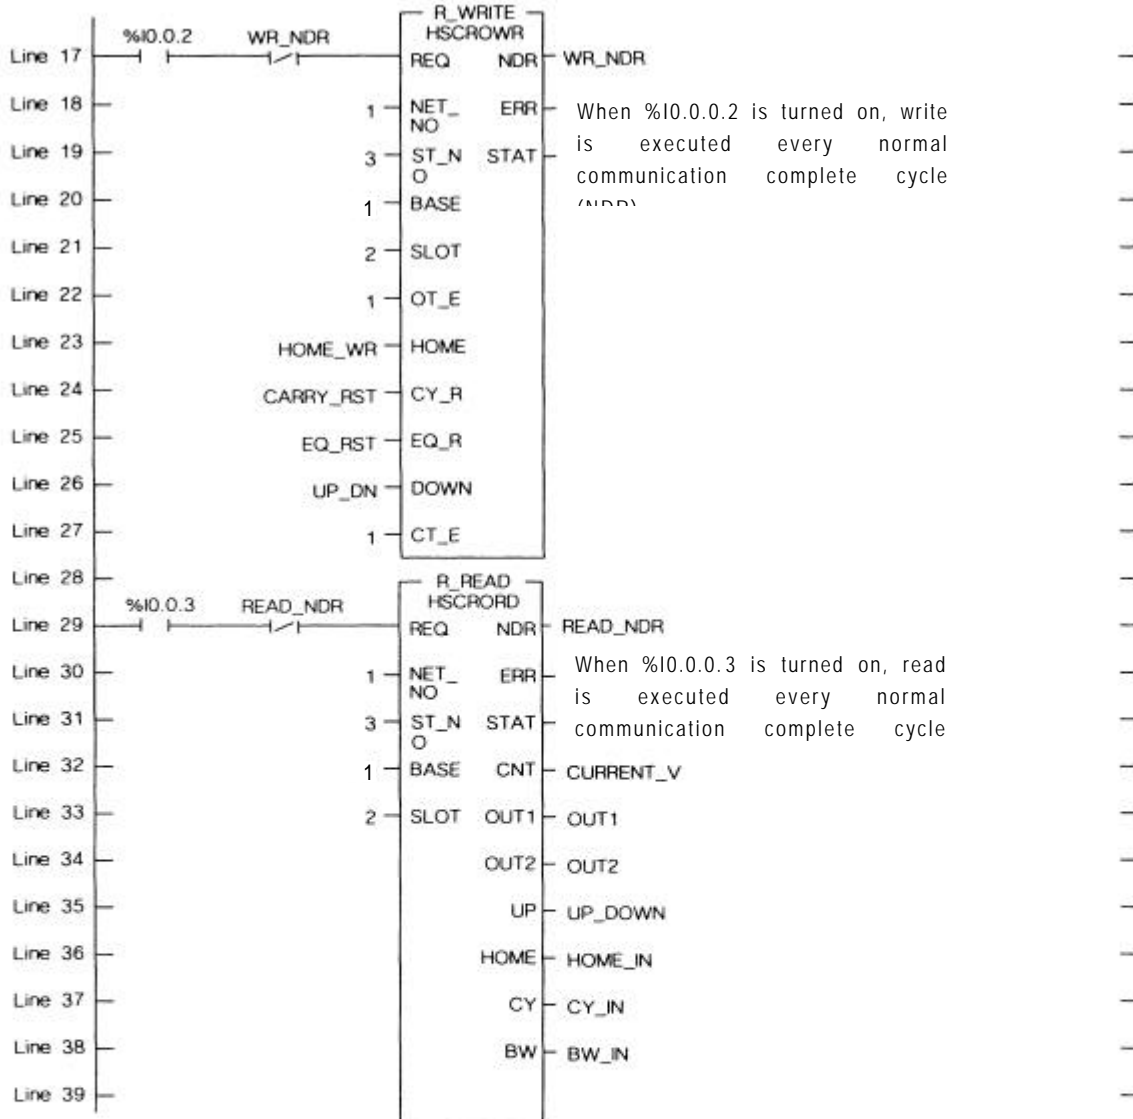 R_WRITE
%I0.0.2 WR_NDR HSCROWR
Line 17 REQ NDR WR_NDR
Line 18 1 NET_NO ERR When %I0.0.0.2 is turned on, write
Line 19 3 ST_NO STAT is executed every normal
communication complete cycle
Line 20 1 BASE (NDR)
Line 21 2 SLOT
Line 22 1 OT_E
Line 23 HOME_WR HOME
Line 24 CARRY_RST CY_R
Line 25 EQ_RST EQ_R
Line 26 UP_DN DOWN
Line 27 1 CT_E
Line 28 R_READ
%I0.0.3 READ_NDR HSCRORD
Line 29 REQ NDR READ_NDR
Line 30 1 NET_NO ERR When %I0.0.0.3 is turned on, read
is executed every normal
Line 31 3 ST_NO STAT communication complete cycle
Line 32 1 BASE CNT CURRENT_V
Line 33 2 SLOT OUT1 OUT1
Line 34 OUT2 OUT2
Line 35 UP UP_DOWN
Line 36 HOME HOME_IN
Line 37 CY CY_IN
Line 38 BW BW_IN
Line 39